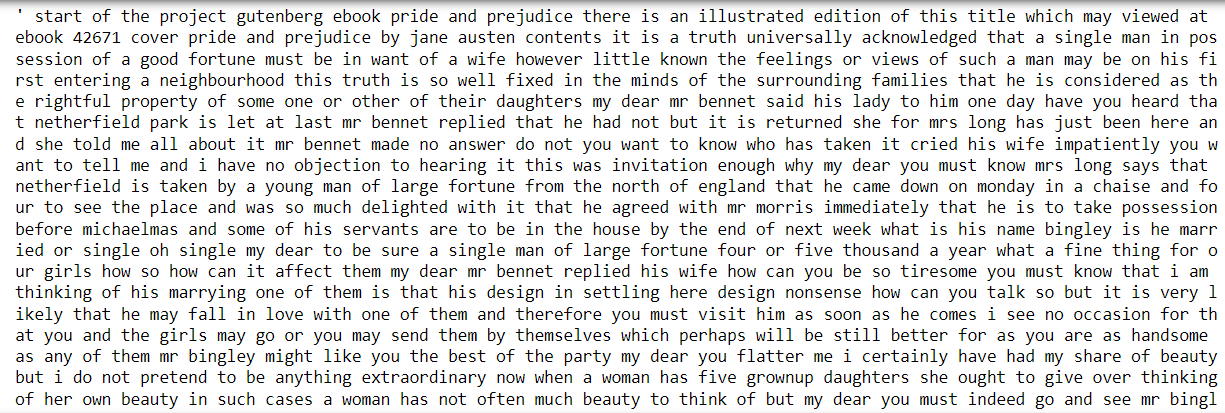 ' start of the project gutenberg ebook pride and prejudice there is an illustrated edition of this title which may viewed at
ebook 42671 cover pride and prejudice by jane austen contents it is a truth universally acknowledged that a single man in pos
session of a good fortune must be in want of a wife however little known the feelings or views of such a man may be on his fi
rst entering a neighbourhood this truth is so well fixed in the minds of the surrounding families that he is considered as th
e rightful property of some one or other of their daughters my dear mr bennet said his lady to him one day have you heard tha
t netherfield park is let at last mr bennet replied that he had not but it is returned she for mrs long has just been here an
d she told me all about it mr bennet made no answer do not you want to know who has taken it cried his wife impatiently you w
ant to tell me and i have no objection to hearing it this was invitation enough why my dear you must know mrs long says that
netherfield is taken by a young man of large fortune from the north of england that he came down on monday in a chaise and fo
ur to see the place and was so much delighted with it that he agreed with mr morris immediately that he is to take possession
before michaelmas and some of his servants are to be in the house by the end of next week what is his name bingley is he marr
ied or single oh single my dear to be sure a single man of large fortune four or five thousand a year what a fine thing for o
ur girls how so how can it affect them my dear mr bennet replied his wife how can you be so tiresome you must know that i am
thinking of his marrying one of them is that his design in settling here design nonsense how can you talk so but it is very l
ikely that he may fall in love with one of them and therefore you must visit him as soon as he comes i see no occasion for th
at you and the girls may go or you may send them by themselves which perhaps will be still better for as you are as handsome
as any of them mr bingley might like you the best of the party my dear you flatter me i certainly have had my share of beauty
but i do not pretend to be anything extraordinary now when a woman has five grownup daughters she ought to give over thinking
of her own beauty in such cases a woman has not often much beauty to think of but my dear you must indeed go and see mr bingl